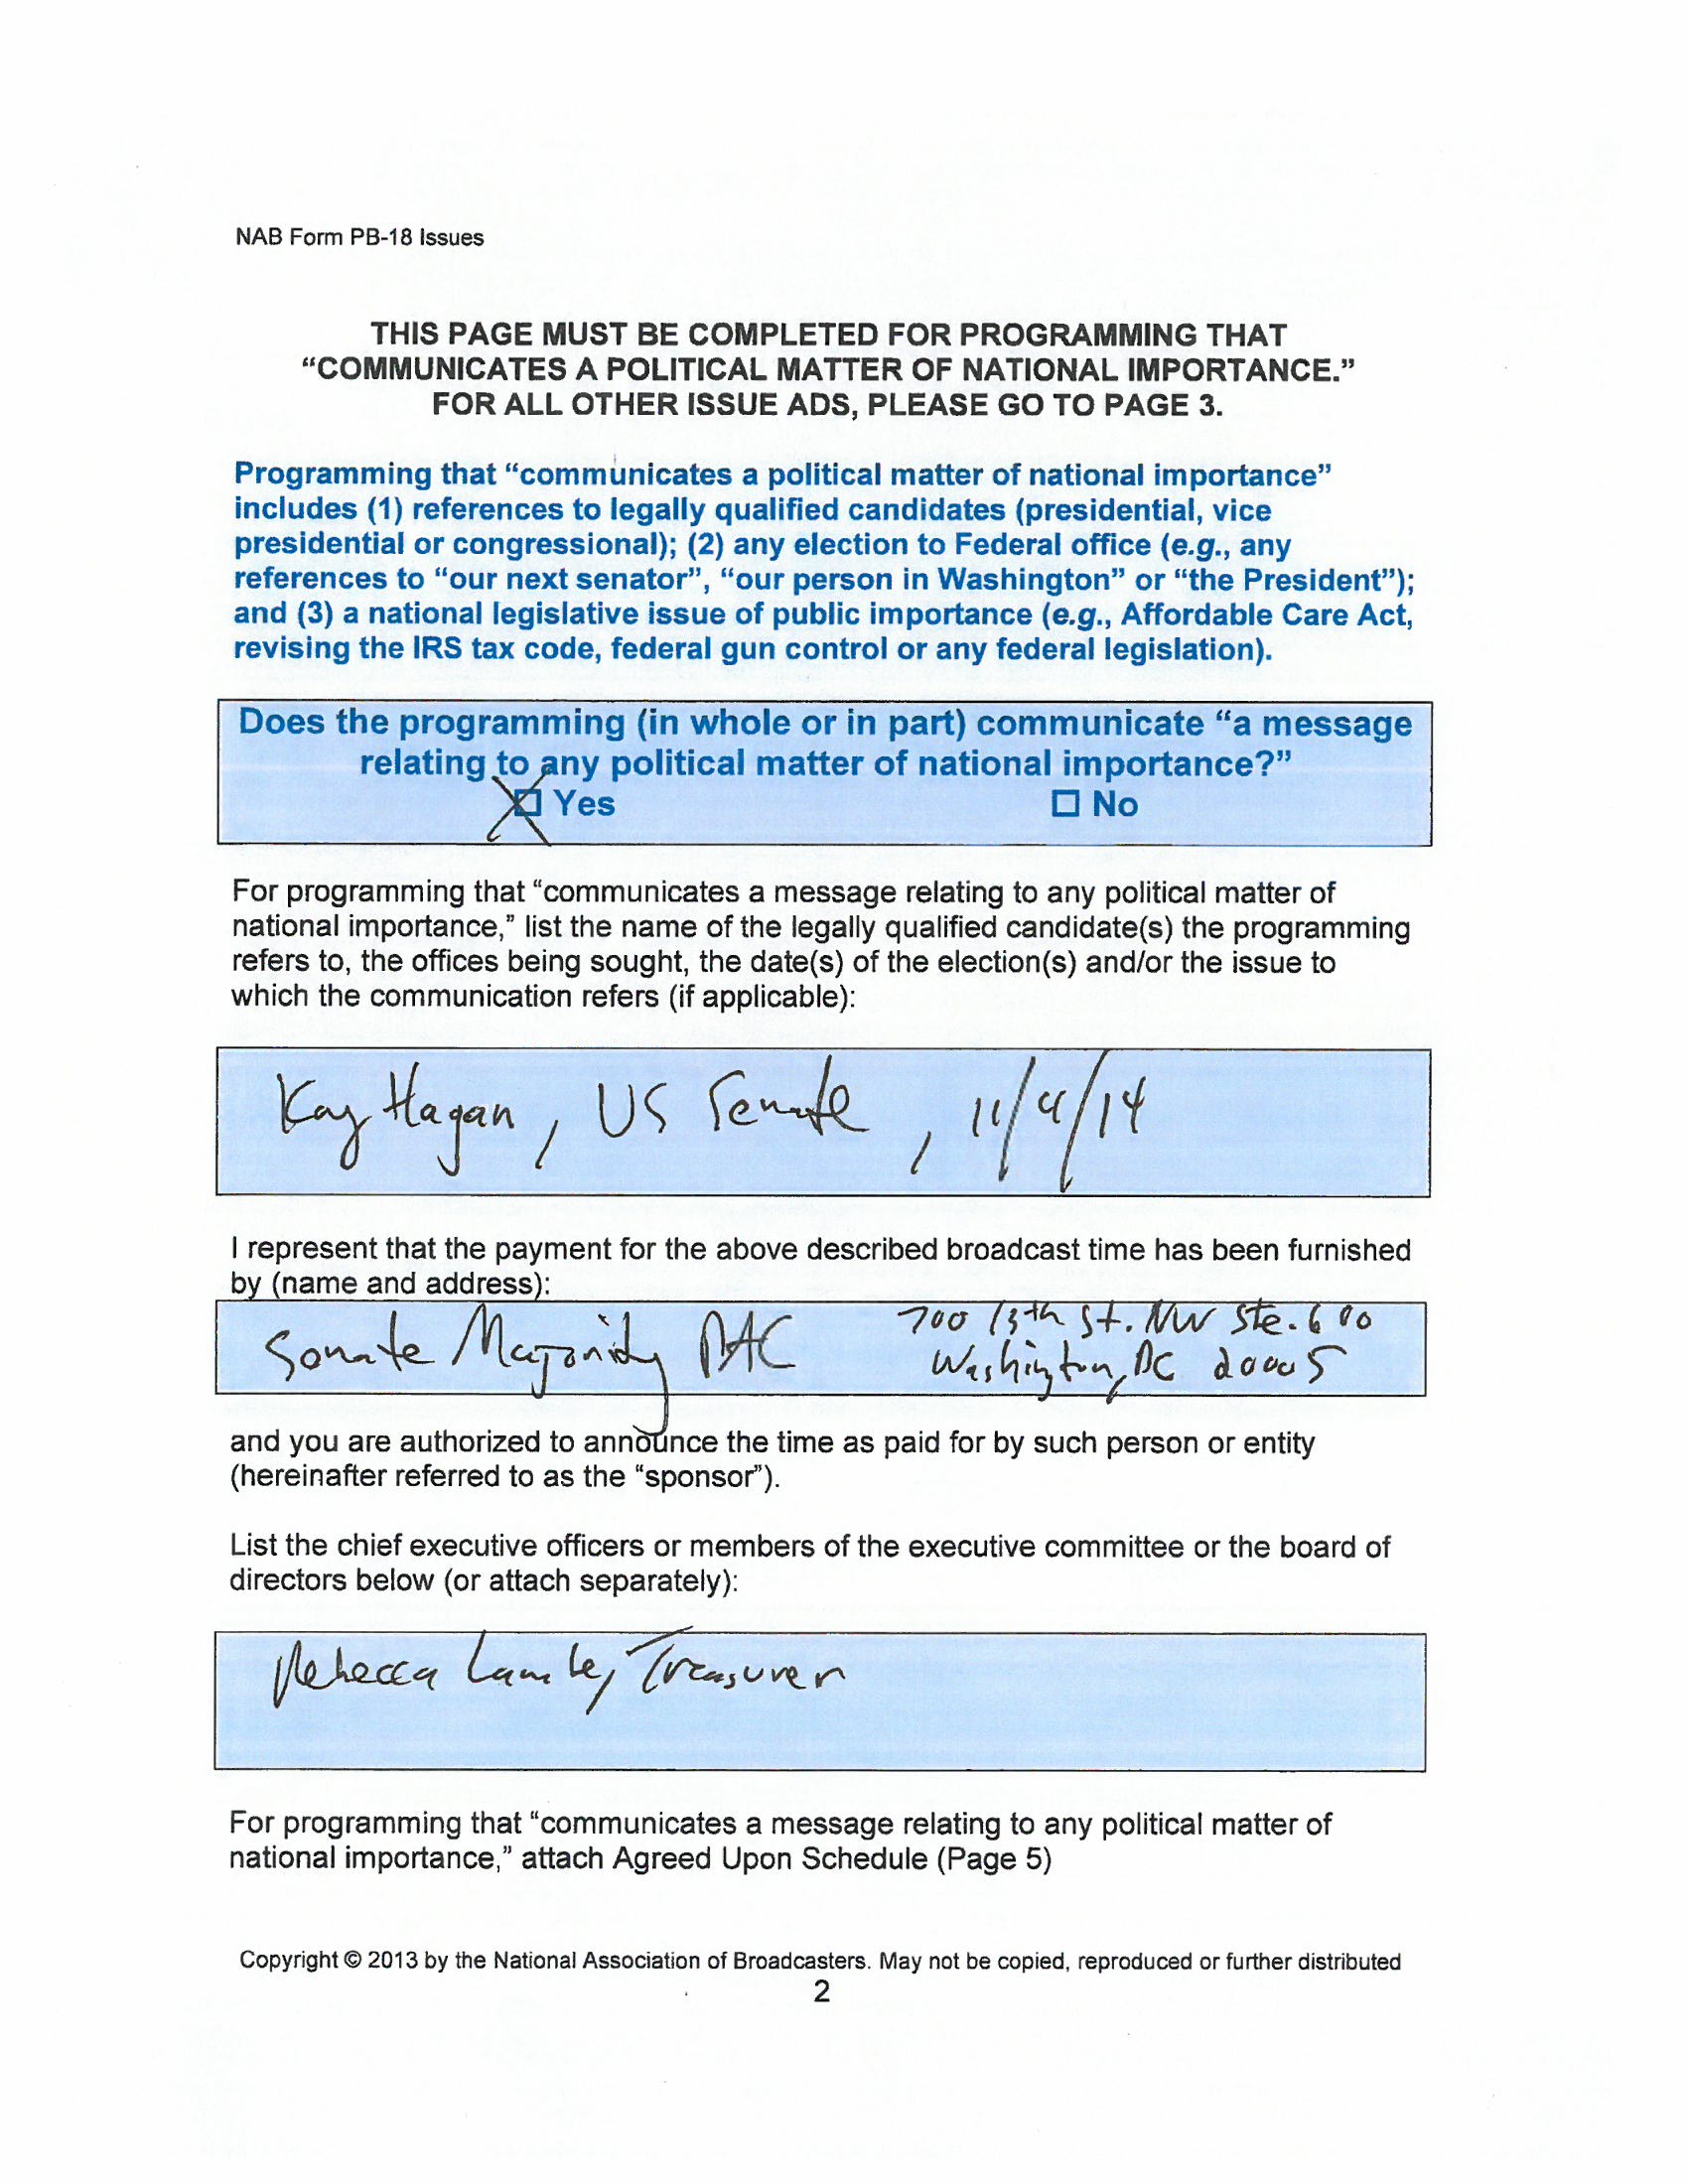 NAB Form PB-18 Issues
THIS PAGE MUST BE COMPLETED FOR PROGRAMMING THAT
“COMMUNICATES A POLITICAL MATTER OF NATIONAL IMPORTANCE.”
FOR ALL OTHER ISSUE ADS, PLEASE GO TO PAGE 3.
Programming that “communicates a political matter of national importance”
includes (1) references to legally qualified candidates (presidential, vice
presidential or congressional); (2) any election to Federal office (e.g., any
references to “our next senator”, “our person in Washington” or “the President”);
and (3) a national legislative issue of public importance (e.g., Affordable Care Act,
revising the IRS tax code, federal gun control or any federal legislation).
Does the programming (in whole or in part) communicate “a message
relating to any political matter of national importance?”
☒ Yes ☐ No
For programming that “communicates a message relating to any political matter of
national importance,” list the name of the legally qualified candidate(s) the programming
refers to, the offices being sought, the date(s) of the election(s) and/or the issue to
which the communication refers (if applicable):
Kay Hagan, US Senate, 11/4/14
I represent that the payment for the above described broadcast time has been furnished
by (name and address):
Senate Majority PAC 700 13th St. NW Ste. 600
Washington, DC 20005
and you are authorized to announce the time as paid for by such person or entity
(hereinafter referred to as the “sponsor”).
List the chief executive officers or members of the executive committee or the board of
directors below (or attach separately):
Rebecca Lambe, Treasurer
For programming that “communicates a message relating to any political matter of
national importance,” attach Agreed Upon Schedule (Page 5)
Copyright © 2013 by the National Association of Broadcasters. May not be copied, reproduced or further distributed
2